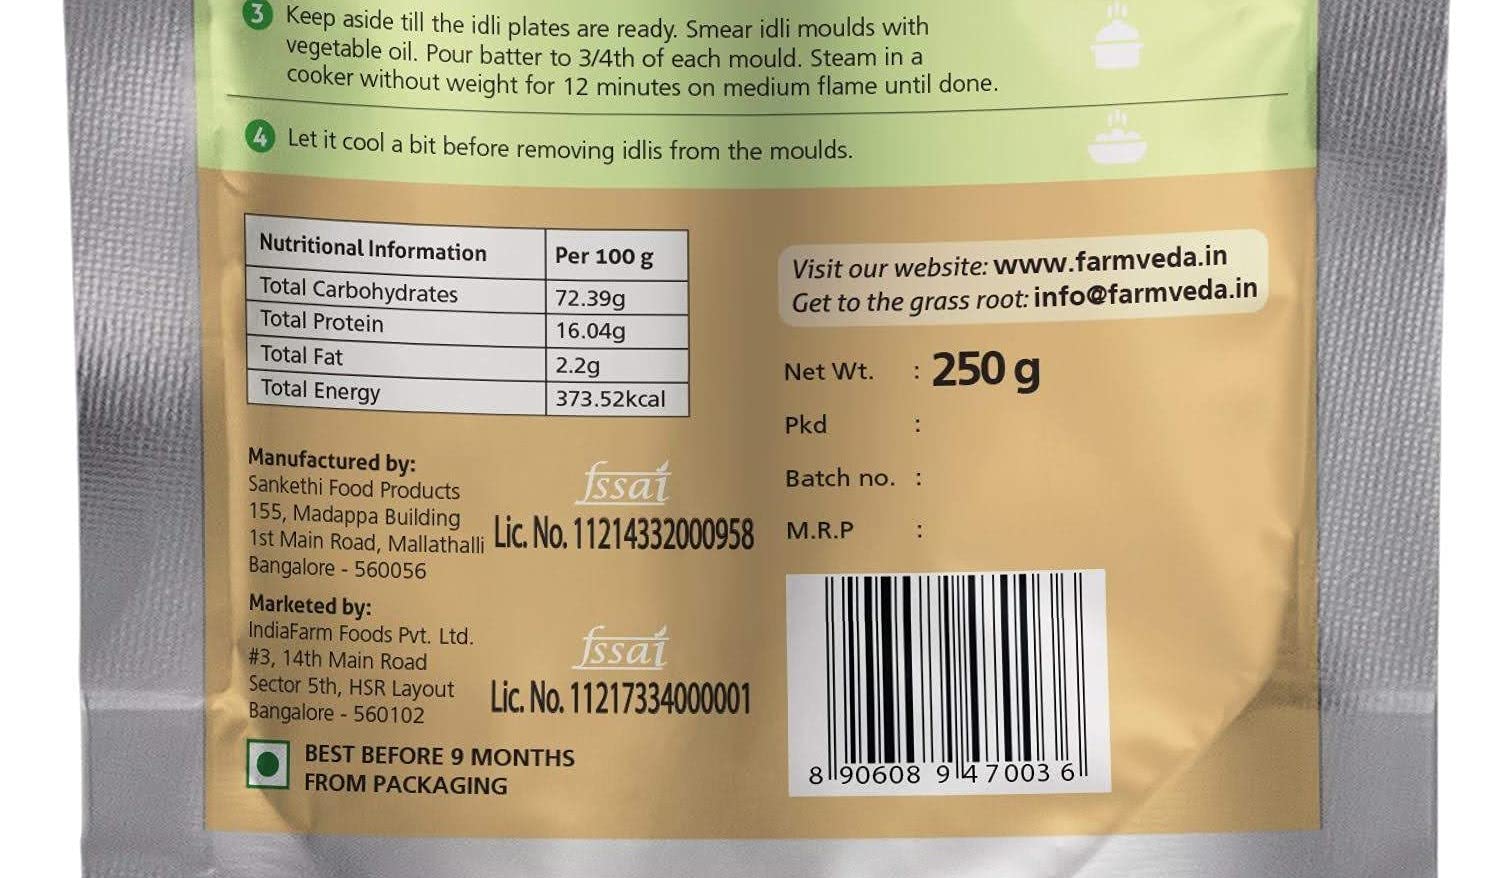 3 Keep aside till the idli plates are ready. Smear idli moulds with
vegetable oil. Pour batter to 3/4th of each mould. Steam in a
cooker without weight for 12 minutes on medium flame until done.
4 Let it cool a bit before removing idlis from the moulds.
Nutritional Information Per 100 g
Total Carbohydrates 72.39g
Total Protein 16.04g
Total Fat 2.2g
Total Energy 373.52kcal
Manufactured by:
Sankethi Food Products
155, Madappa Building
1st Main Road, Mallathalli
Bangalore - 560056
fssai
Lic. No. 11214332000958
Marketed by:
IndiaFarm Foods Pvt. Ltd.
#3, 14th Main Road
Sector 5th, HSR Layout
Bangalore - 560102
fssai
Lic. No. 11217334000001
BEST BEFORE 9 MONTHS
FROM PACKAGING
Visit our website: www.farmveda.in
Get to the grass root: info@farmveda.in
Net Wt. : 250 g
Pkd :
Batch no. :
M.R.P :
8 90608 9 47003 6